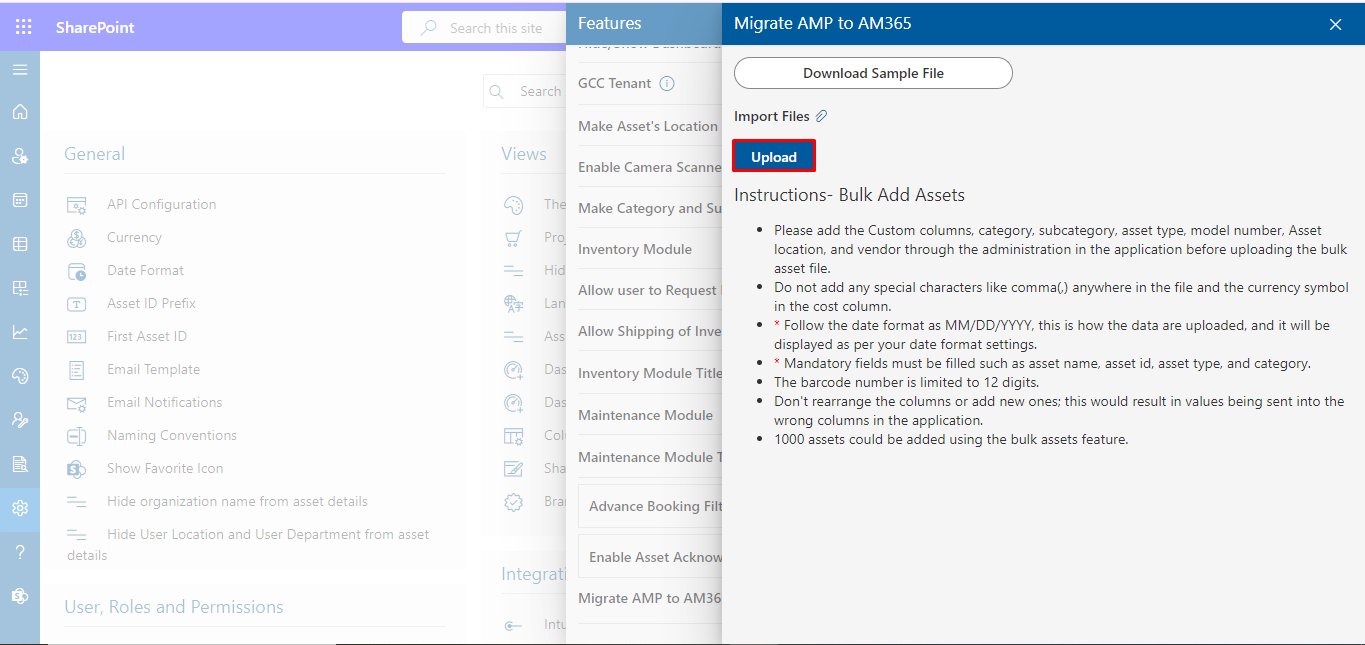 SharePoint
Search this site
Features
Migrate AMP to AM365
Search
General
API Configuration
Currency
Date Format
Asset ID Prefix
123
First Asset ID
Email Template
Email Notifications
Naming Conventions
Show Favorite Icon
Hide organization name from asset details
Hide User Location and User Department from asset
details
User, Roles and Permissions
Views
The
Proj
Hid
Lan
Ass
Das
Das
Col
Sha
Bran
Integrati
Intu
GCC Tenant
Make Asset's Location
Enable Camera Scanne
Make Category and Su
Inventory Module
Allow user to Request
Allow Shipping of Inve
Inventory Module Title
Maintenance Module
Maintenance Module T
Advance Booking Filt
Enable Asset Acknow
Migrate AMP to AM36
Download Sample File
Import Files
Upload
Instructions- Bulk Add Assets
• Please add the Custom columns, category, subcategory, asset type, model number, Asset
location, and vendor through the administration in the application before uploading the bulk
asset file.
• Do not add any special characters like comma(,) anywhere in the file and the currency symbol
in the cost column.
• * Follow the date format as MM/DD/YYYY, this is how the data are uploaded, and it will be
displayed as per your date format settings.
• * Mandatory fields must be filled such as asset name, asset id, asset type, and category.
• The barcode number is limited to 12 digits.
• Don't rearrange the columns or add new ones; this would result in values being sent into the
wrong columns in the application.
• 1000 assets could be added using the bulk assets feature.